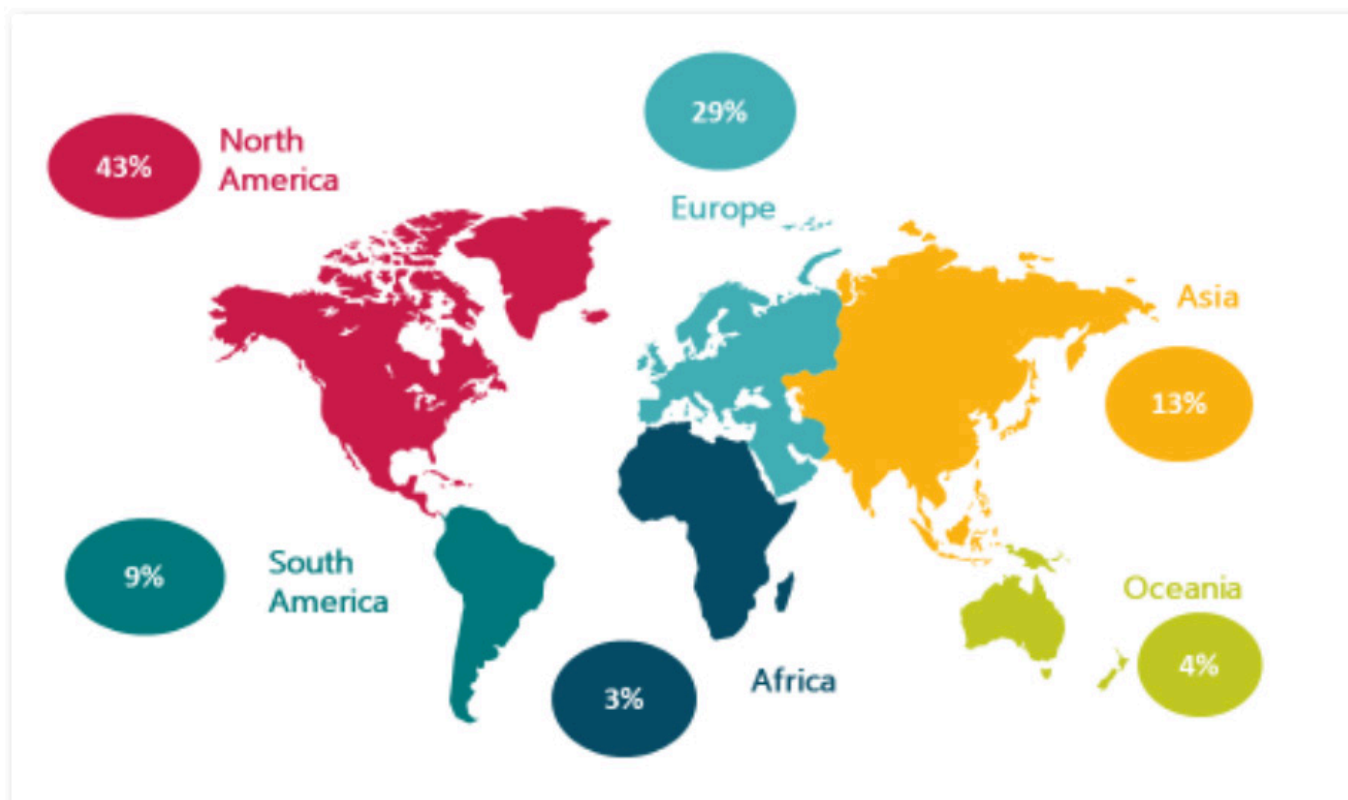 29%
Europe
43%
North
America
Asia
13%
9%
South
America
Oceania
4%
3%
Africa